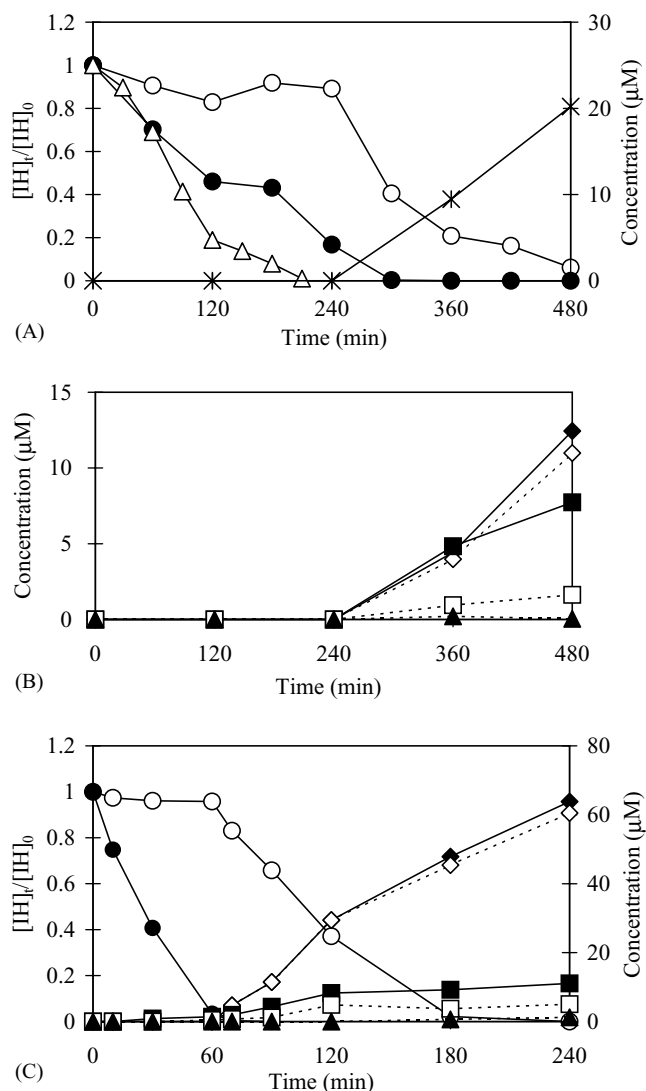 1.2
1
0.8
0.6
0.4
0.2
0
[IH]t/[IH]0
30
20
10
0
Concentration (µM)
0 120 240 360 480
Time (min)
(A)
15
10
5
0
Concentration (µM)
0 120 240 360 480
Time (min)
(B)
1.2
1
0.8
0.6
0.4
0.2
0
[IH]t/[IH]0
80
60
40
20
0
Concentration (µM)
0 60 120 180 240
Time (min)
(C)